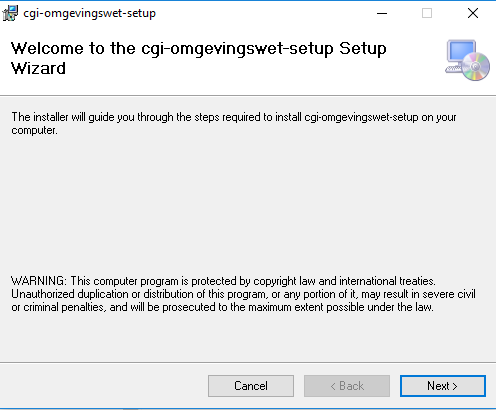 cgi-omgevingswet-setup
Welcome to the cgi-omgevingswet-setup Setup
Wizard
The installer will guide you through the steps required to install cgi-omgevingswet-setup on your
computer.
WARNING: This computer program is protected by copyright law and international treaties.
Unauthorized duplication or distribution of this program, or any portion of it, may result in severe civil
or criminal penalties, and will be prosecuted to the maximum extent possible under the law.
Cancel
< Back
Next >